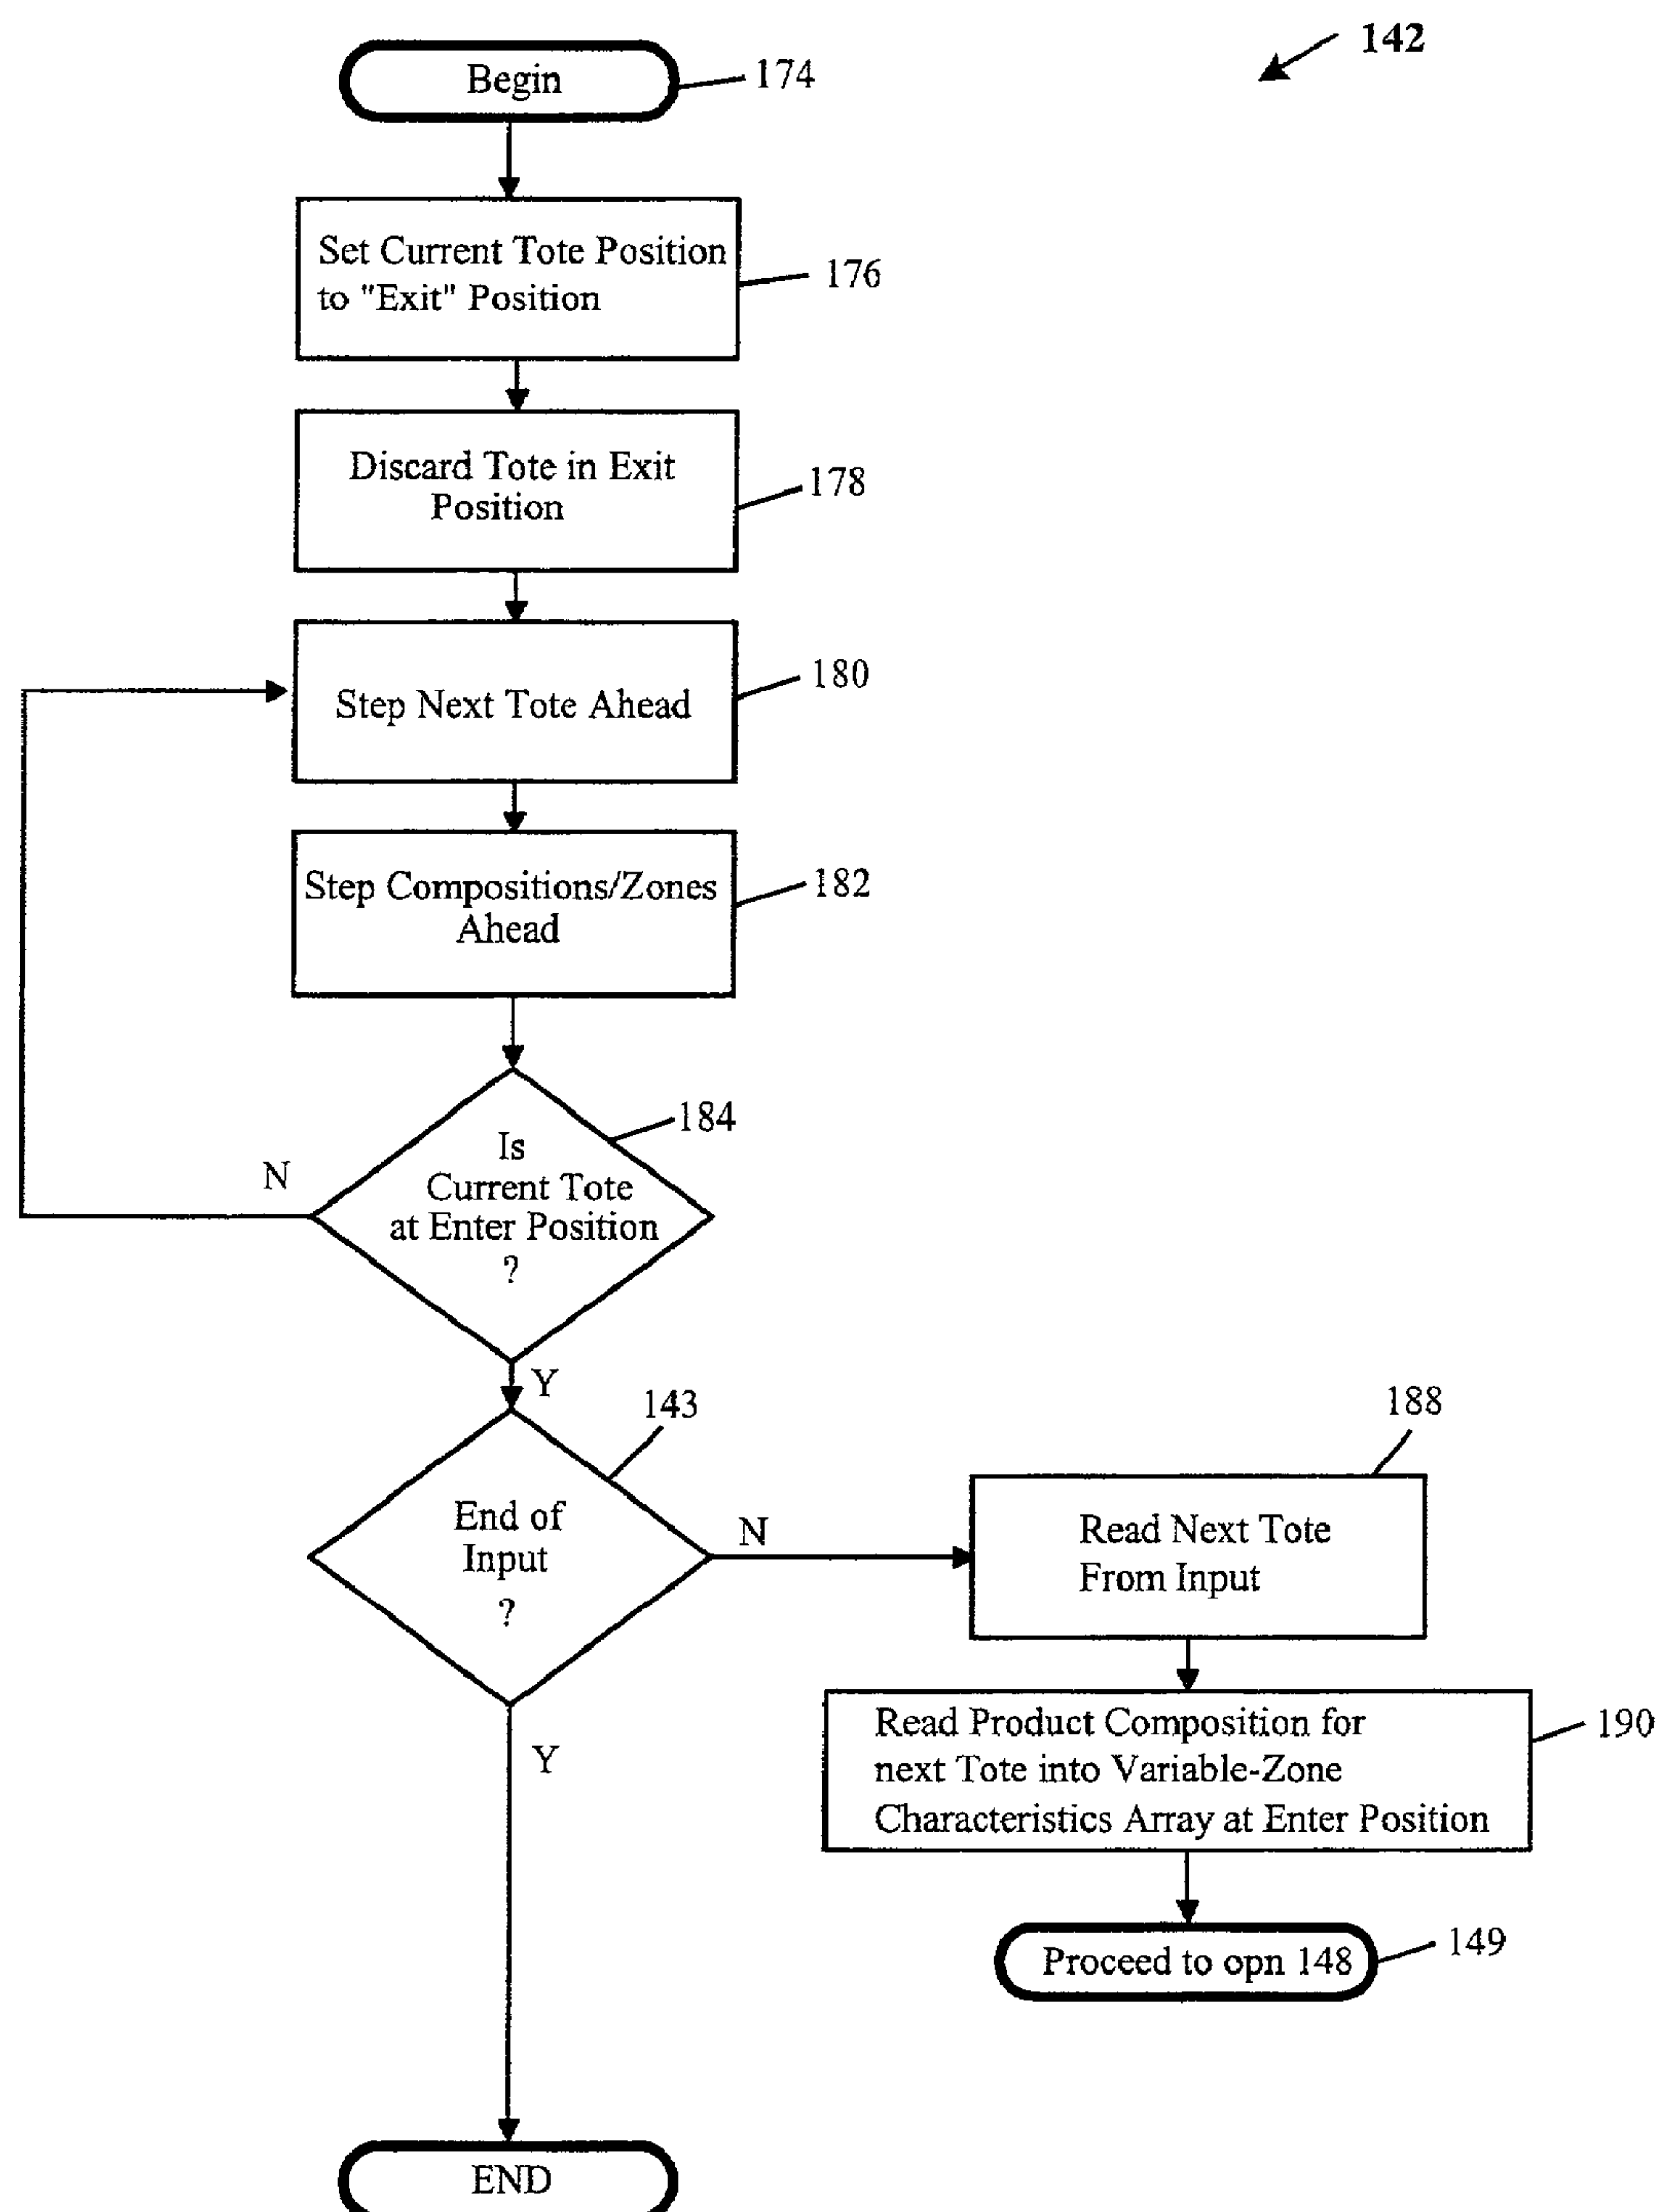 142
Begin
174
Set Current Tote Position
to "Exit" Position
176
Discard Tote in Exit
Position
178
Step Next Tote Ahead
180
Step Compositions/Zones
Ahead
182
Is
Current Tote
at Enter Position
?
184
N
Y
143
End of
Input
?
N
188
Read Next Tote
From Input
Y
Read Product Composition for
next Tote into Variable-Zone
Characteristics Array at Enter Position
190
Proceed to opn 148
149
END